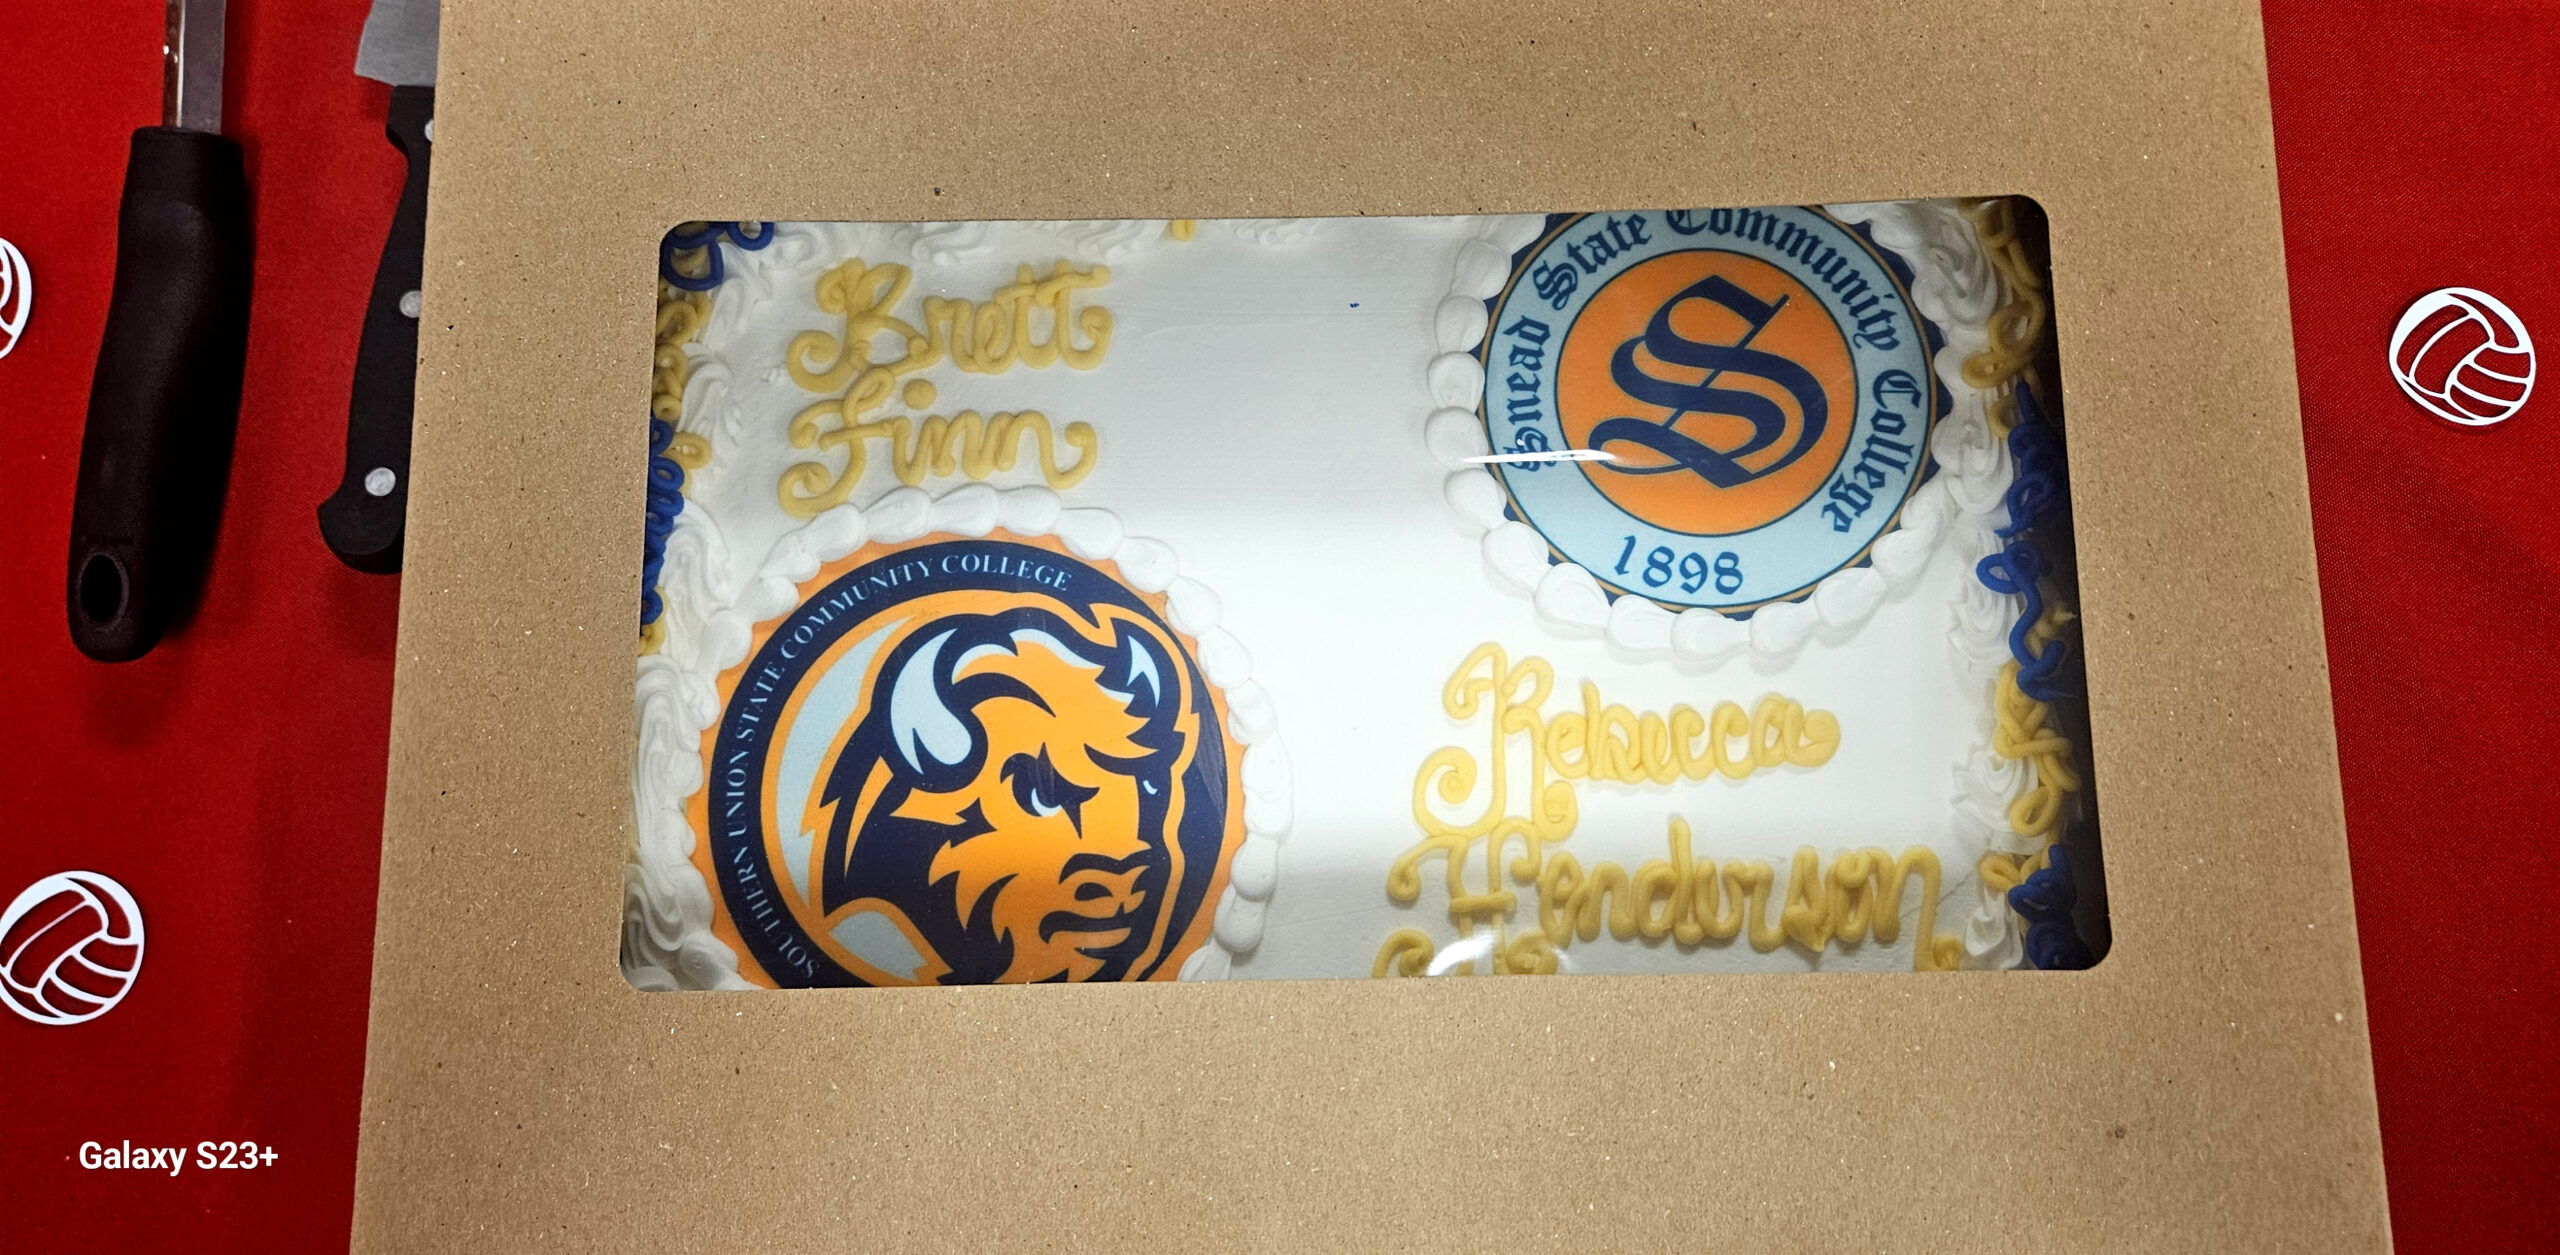 Brett
Finn
Snead State Community College
1898
SOUTHERN UNION STATE COMMUNITY COLLEGE
Rebecca
Henderson
Galaxy S23+